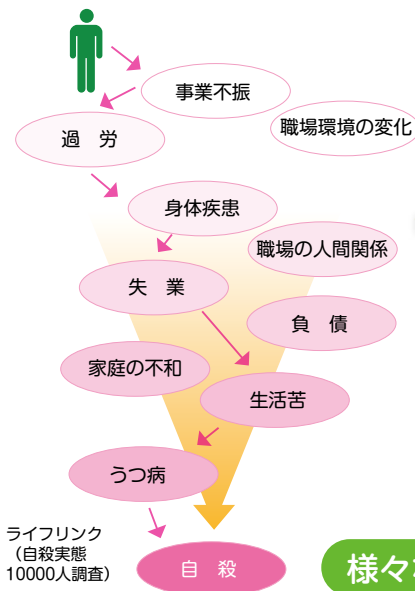 事業不振
職場環境の変化
過 労
身体疾患
職場の人間関係
失 業
負 債
家庭の不和
生活苦
うつ病
ライフリンク
（自殺実態
10000人調査）
自 殺
様々